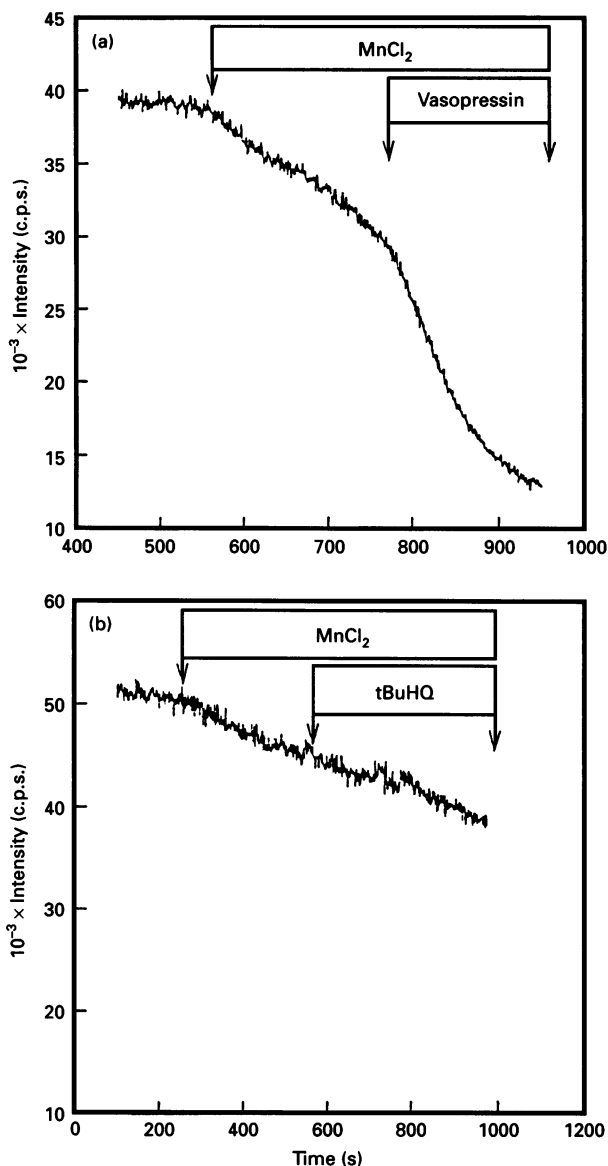 (a)
MnCl₂
Vasopressin
10⁻³ × Intensity (c.p.s.)
45
40
35
30
25
20
15
10
400 500 600 700 800 900 1000
(b)
MnCl₂
tBuHQ
10⁻³ × Intensity (c.p.s.)
60
50
40
30
20
10
0 200 400 600 800 1000 1200
Time (s)